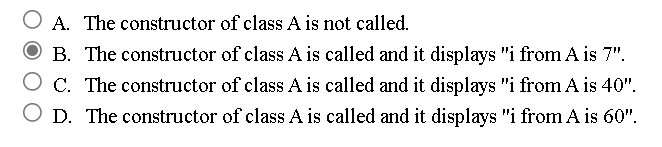 A. The constructor of class A is not called.
B. The constructor of class A is called and it displays "i from A is 7".
C. The constructor of class A is called and it displays "i from A is 40".
D. The constructor of class A is called and it displays "i from A is 60".